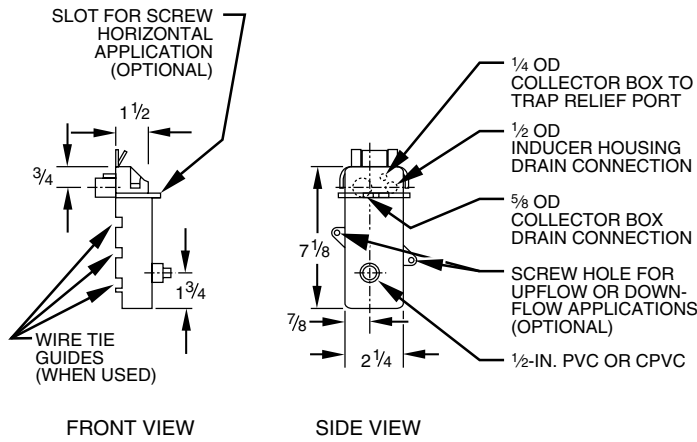 SLOT FOR SCREW
HORIZONTAL
APPLICATION
(OPTIONAL)
1 1/2
3/4
1 3/4
WIRE TIE
GUIDES
(WHEN USED)
FRONT VIEW
1/4 OD
COLLECTOR BOX TO
TRAP RELIEF PORT
1/2 OD
INDUCER HOUSING
DRAIN CONNECTION
5/8 OD
COLLECTOR BOX
DRAIN CONNECTION
7 1/8
SCREW HOLE FOR
UPFLOW OR DOWN-
FLOW APPLICATIONS
(OPTIONAL)
7/8
2 1/4
1/2-IN. PVC OR CPVC
SIDE VIEW